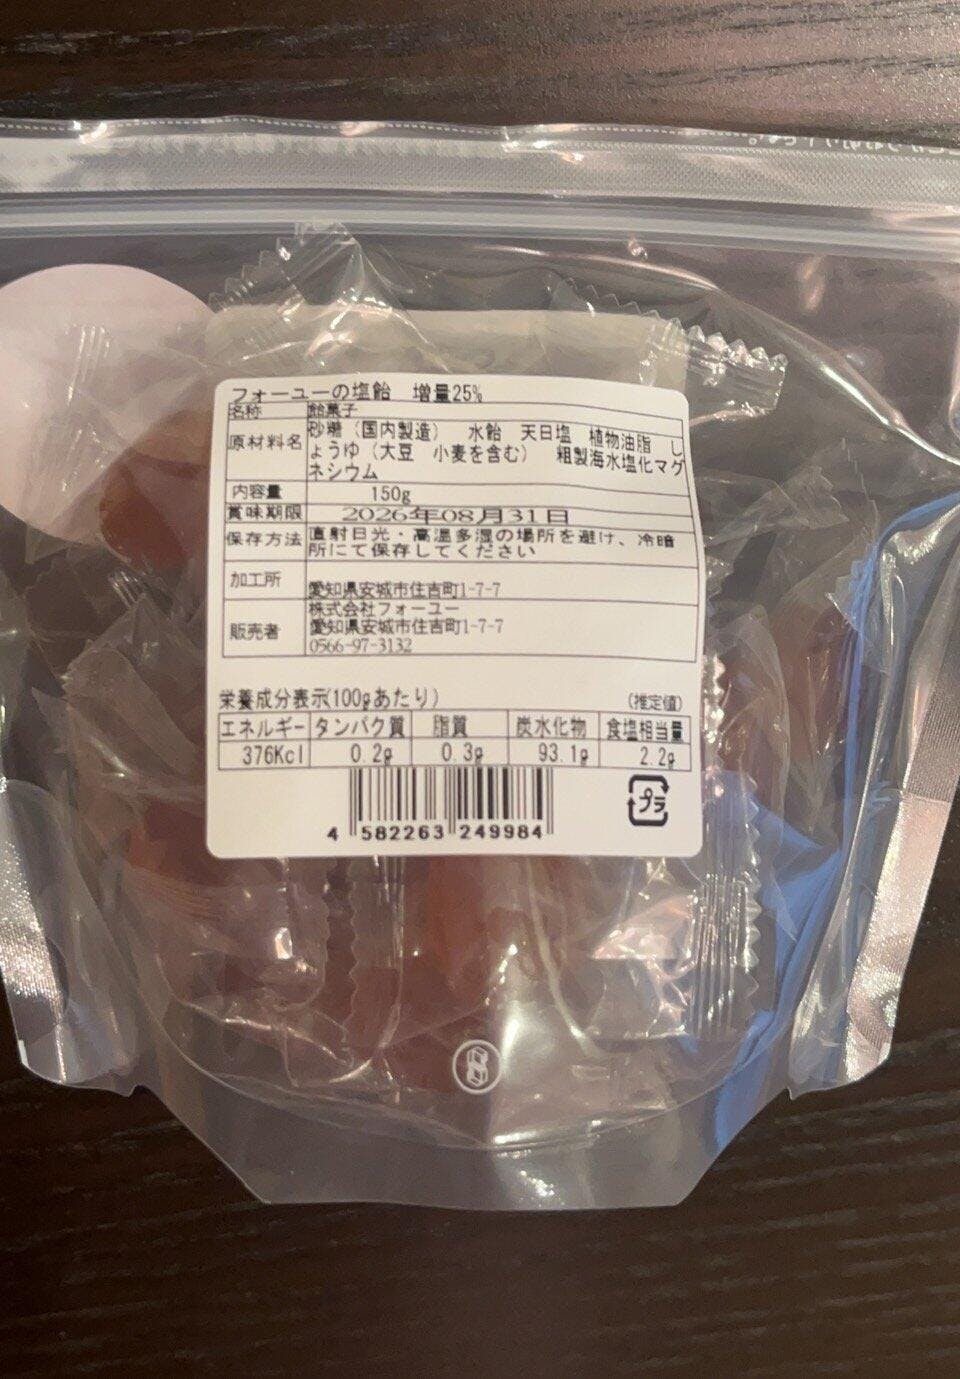 フォーユーの塩飴　増量25%
名称 飴菓子
原材料名 砂糖（国内製造）　水飴　天日塩　植物油脂　し
ょうゆ（大豆　小麦を含む）　粗製海水塩化マグ
ネシウム
内容量 150g
賞味期限 2026年08月31日
保存方法 直射日光・高温多湿の場所を避け、冷暗
所にて保存してください
加工所 愛知県安城市住吉町1-7-7
販売者 株式会社フォーユー
愛知県安城市住吉町1-7-7
0566-97-3132
栄養成分表示(100gあたり) (推定値)
エネルギー タンパク質 脂質 炭水化物 食塩相当量
376Kcl 0.2g 0.3g 93.1g 2.2g
プラ
4 582263 249984